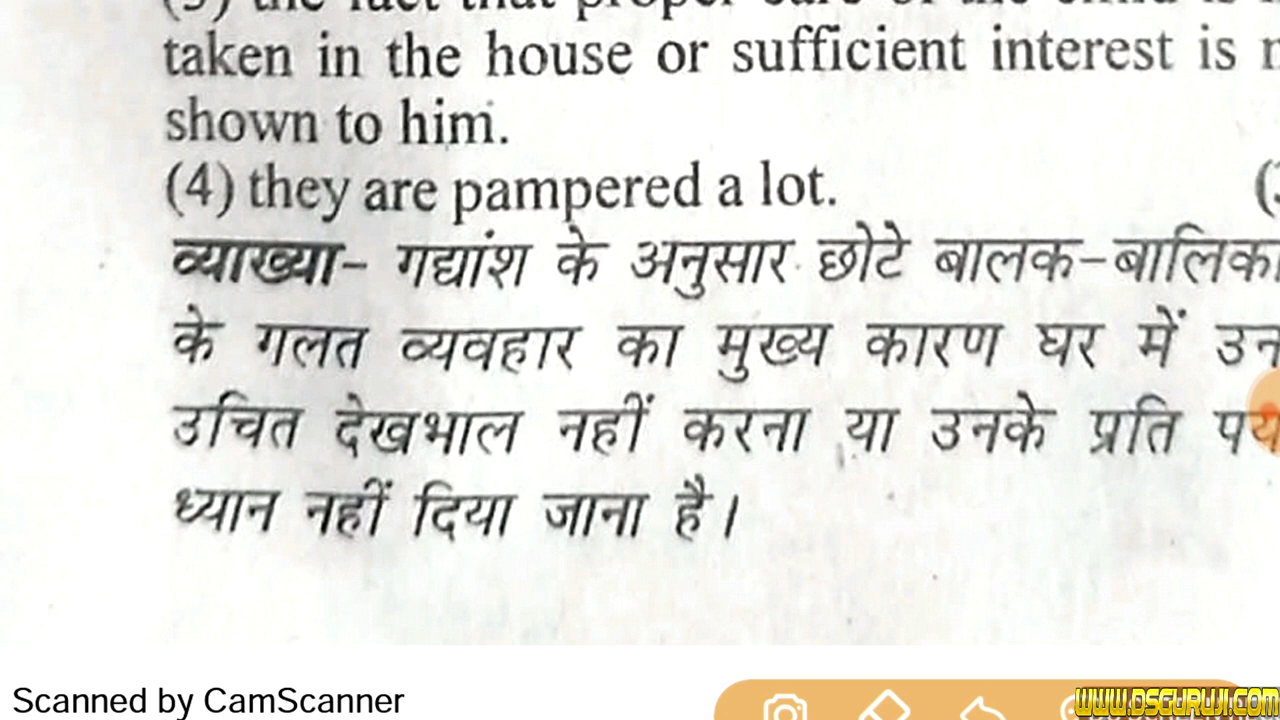 taken in the house or sufficient interest is
shown to him.
(4) they are pampered a lot.
व्याख्या– गद्यांश के अनुसार छोटे बालक–बालिका
के गलत व्यवहार का मुख्य कारण घर में
उचित देखभाल नहीं करना या उनके प्रति
ध्यान नहीं दिया जाना है।
Scanned by CamScanner
WWW.DSGURUJI.COM